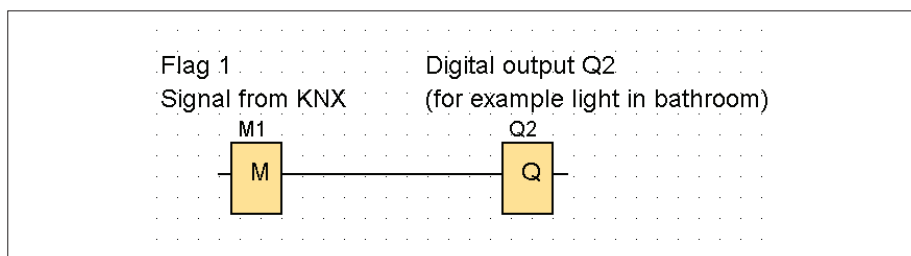 Flag 1
Signal from KNX
M1
M
Digital output Q2
(for example light in bathroom)
Q2
Q